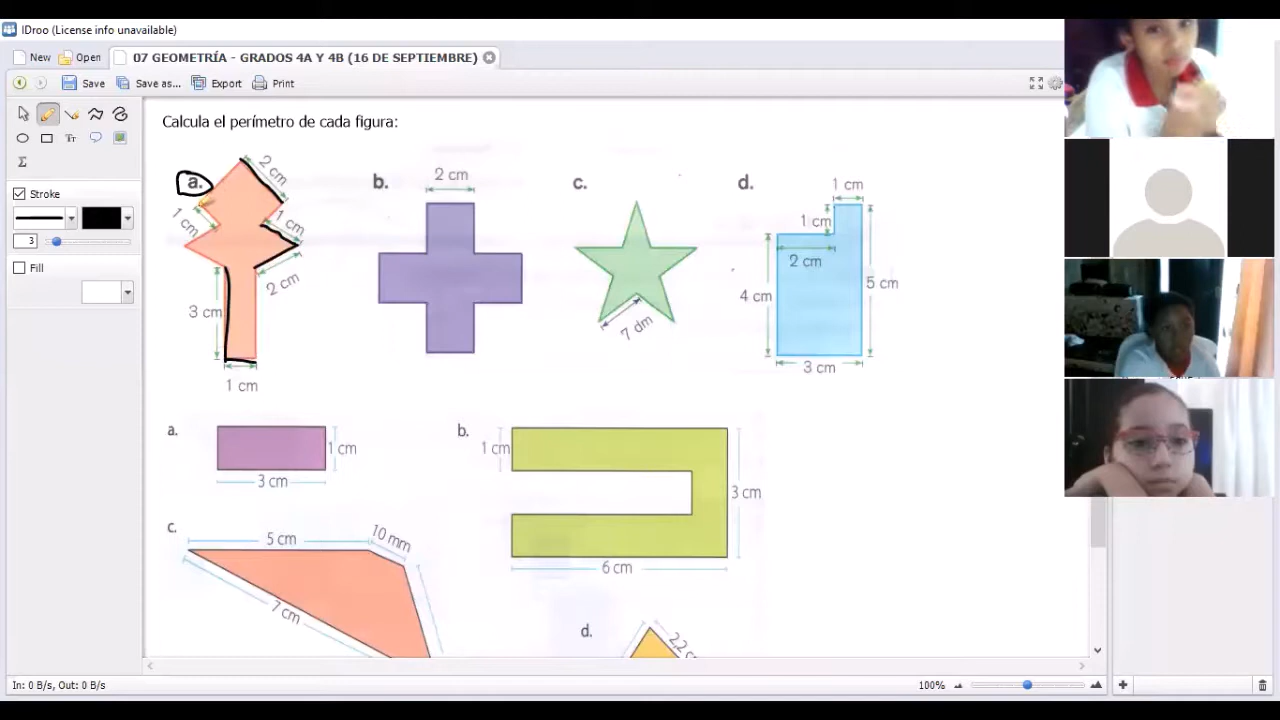 IDroo (License info unavailable)
New Open 07 GEOMETRÍA - GRADOS 4A Y 4B (16 DE SEPTIEMBRE)
Save Save as... Export Print
Calcula el perímetro de cada figura:
a. 2 cm 1 cm 1 cm 2 cm 3 cm 1 cm
b. 2 cm
c. 7 dm
d. 1 cm 1 cm 2 cm 4 cm 5 cm 3 cm
Tr
Σ
Stroke
3
Fill
a. 1 cm 3 cm
b. 1 cm 3 cm 6 cm
c. 5 cm 10 mm 7 cm
d. 2,2
In: 0 B/s, Out: 0 B/s 100%